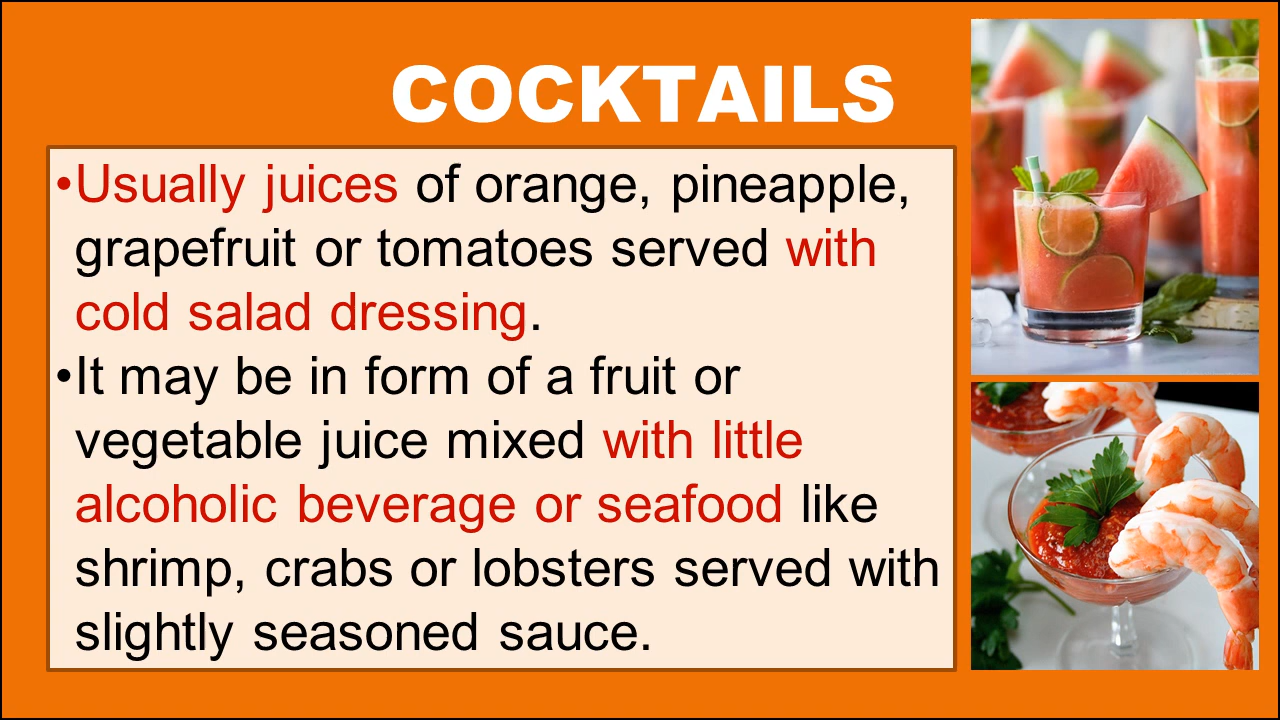 COCKTAILS
•Usually juices of orange, pineapple,
grapefruit or tomatoes served with
cold salad dressing.
•It may be in form of a fruit or
vegetable juice mixed with little
alcoholic beverage or seafood like
shrimp, crabs or lobsters served with
slightly seasoned sauce.